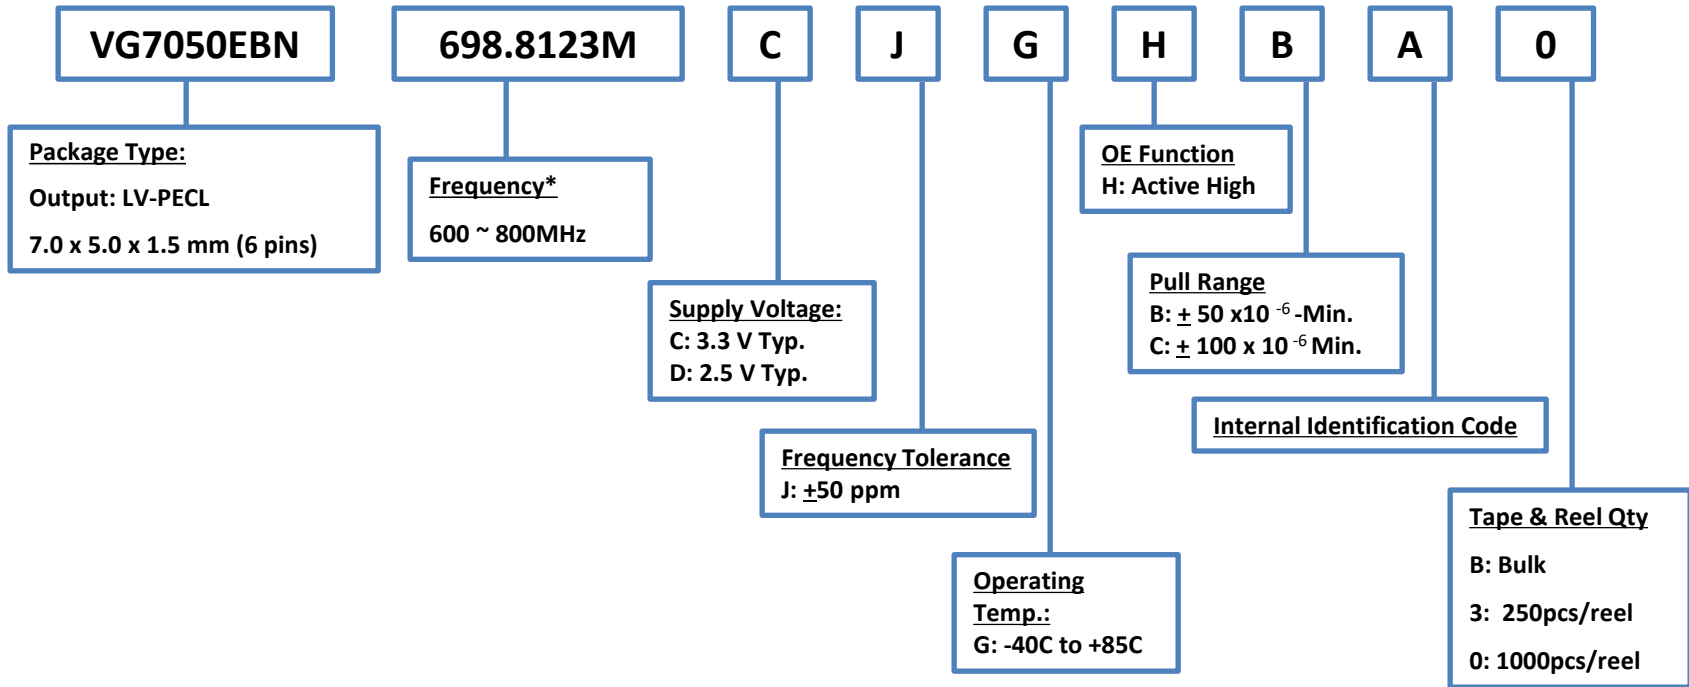 VG7050EBN 698.8123M C J G H B A 0
Package Type:
Output: LV-PECL
7.0 x 5.0 x 1.5 mm (6 pins)
Frequency*
600 ~ 800MHz
Supply Voltage:
C: 3.3 V Typ.
D: 2.5 V Typ.
Frequency Tolerance
J: ±50 ppm
Operating
Temp.:
G: -40C to +85C
OE Function
H: Active High
Pull Range
B: ± 50 x10 ⁻⁶ -Min.
C: ± 100 x 10 ⁻⁶ Min.
Internal Identification Code
Tape & Reel Qty
B: Bulk
3: 250pcs/reel
0: 1000pcs/reel